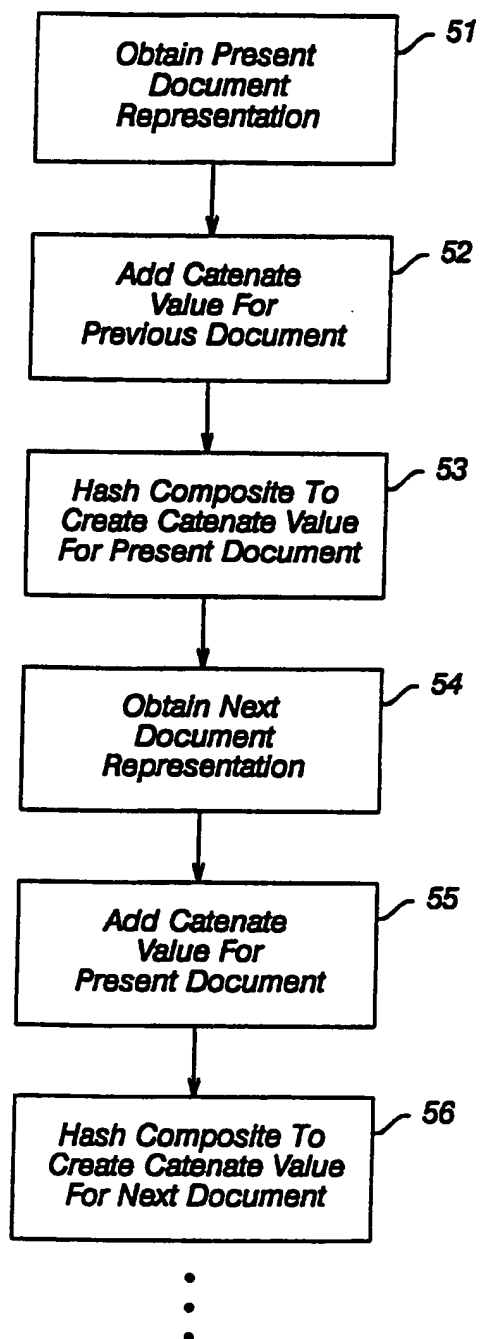 51
Obtain Present
Document
Representation
52
Add Catenate
Value For
Previous Document
53
Hash Composite To
Create Catenate Value
For Present Document
54
Obtain Next
Document
Representation
55
Add Catenate
Value For
Present Document
56
Hash Composite To
Create Catenate Value
For Next Document